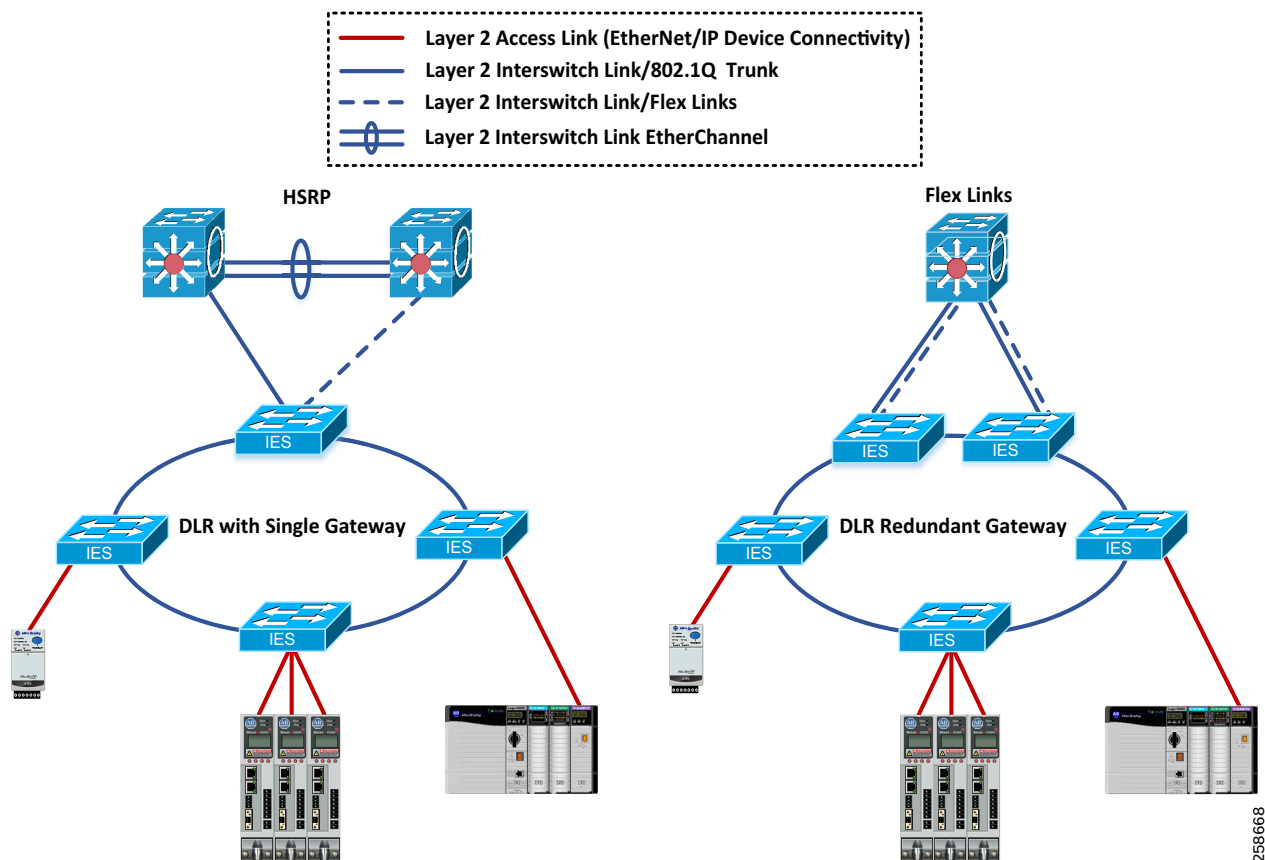 Layer 2 Access Link (EtherNet/IP Device Connectivity)
Layer 2 Interswitch Link/802.1Q Trunk
Layer 2 Interswitch Link/Flex Links
Layer 2 Interswitch Link EtherChannel
HSRP
Flex Links
IES
IES
IES
DLR with Single Gateway
IES
IES
IES
DLR Redundant Gateway
IES
IES
IES
IES
258668